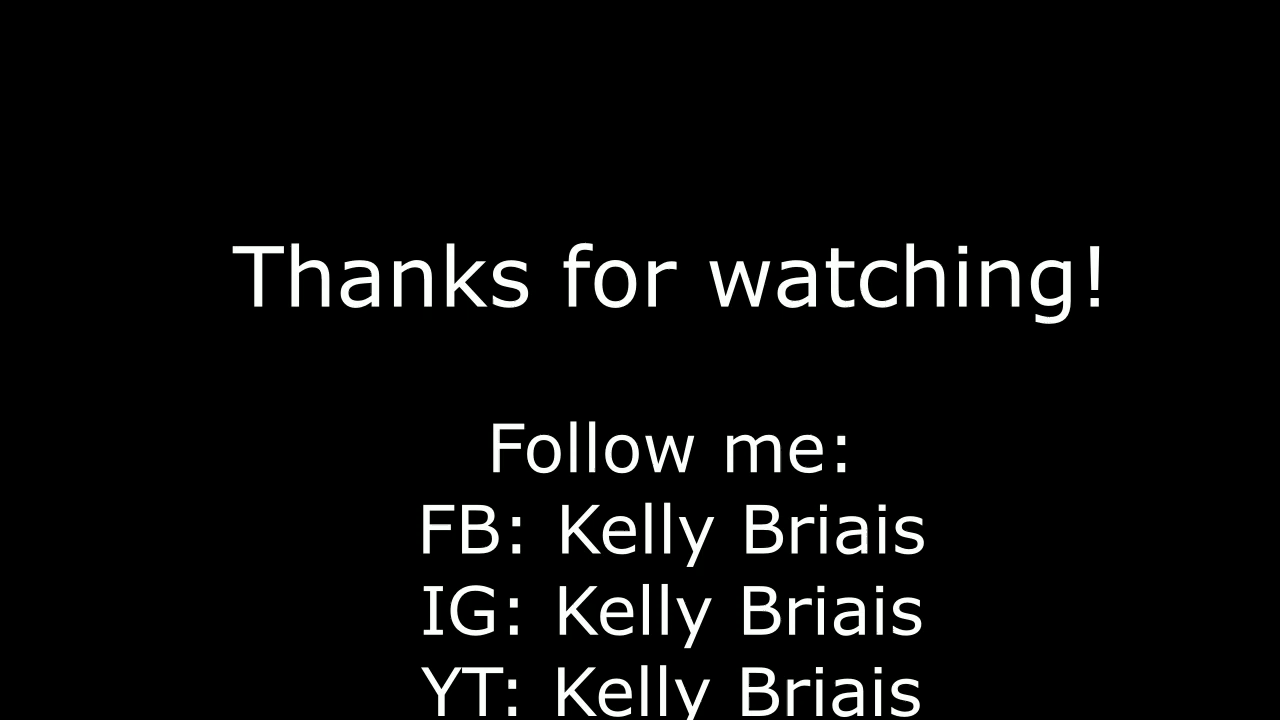 Thanks for watching!
Follow me:
FB: Kelly Briais
IG: Kelly Briais
YT: Kelly Briais